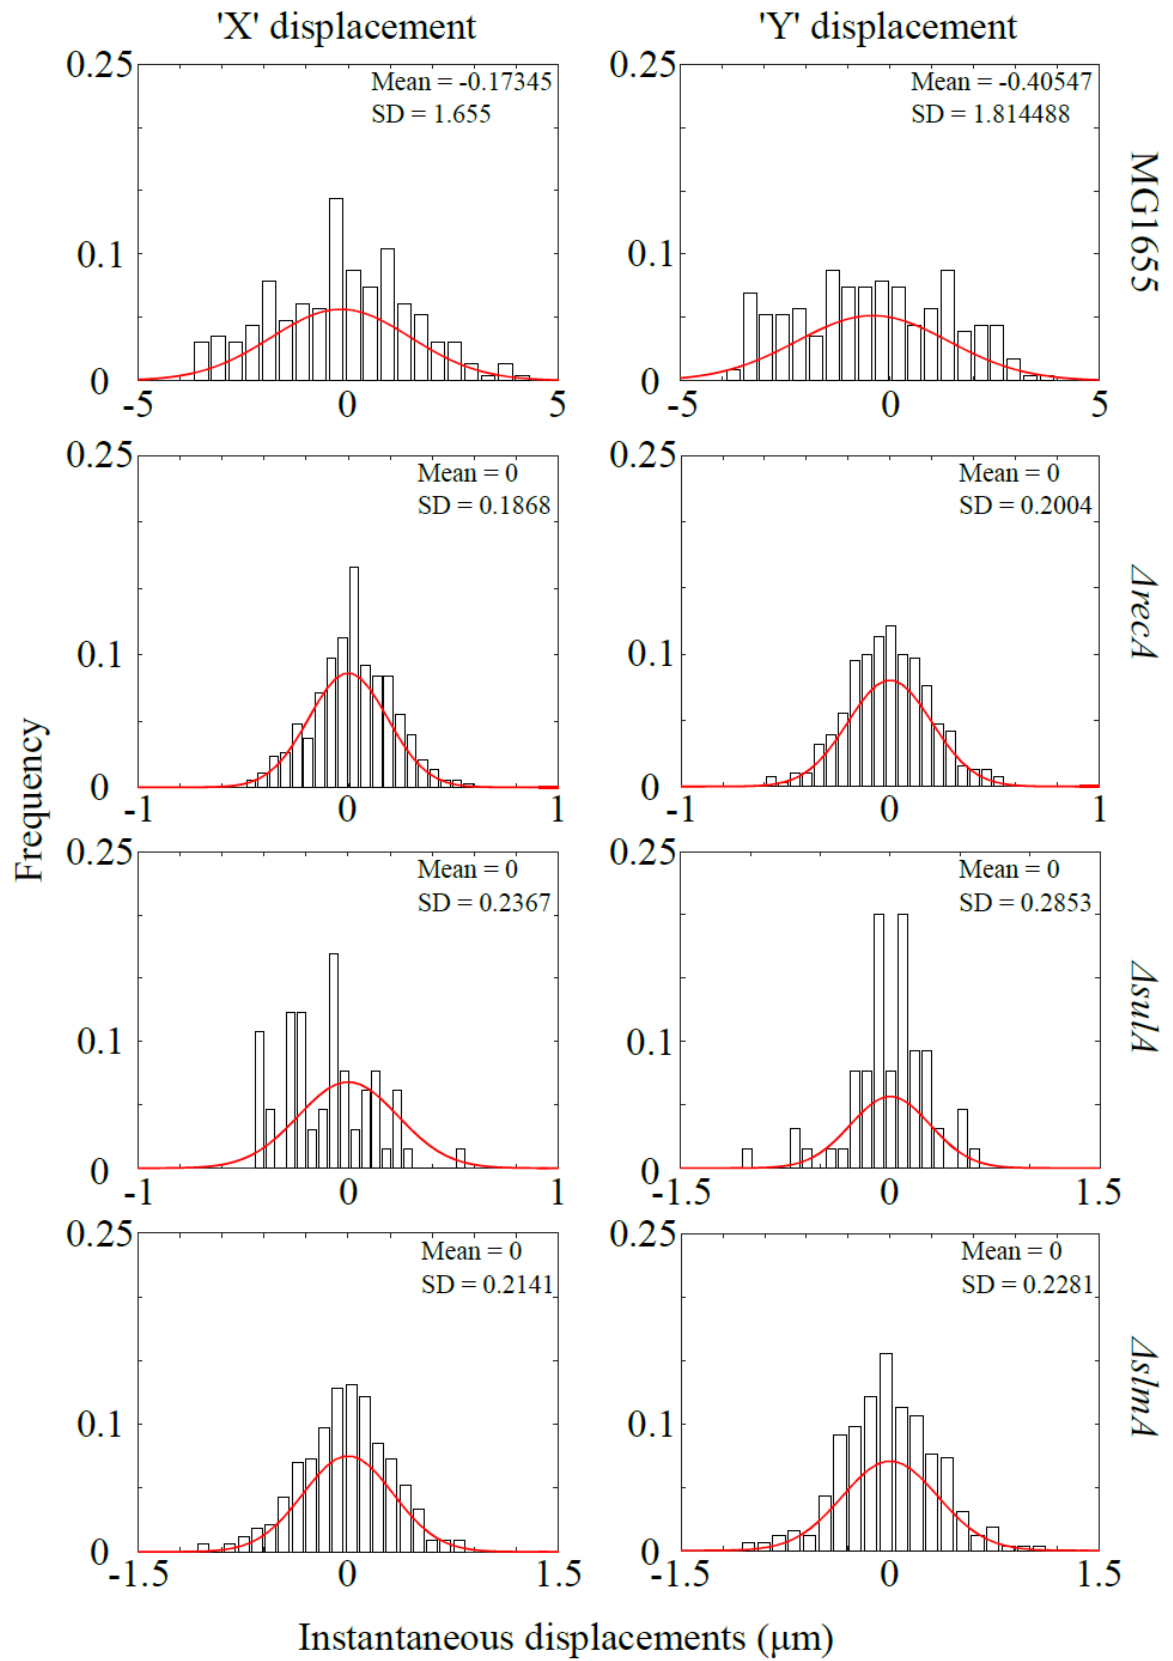 'X' displacement
'Y' displacement
0.25
0.1
0
-5
0
5
Mean = -0.17345
SD = 1.655
0.25
0.1
0
-5
0
5
Mean = -0.40547
SD = 1.814488
MG1655
0.25
0.1
0
-1
0
1
Mean = 0
SD = 0.1868
0.25
0.1
0
-1
0
1
Mean = 0
SD = 0.2004
ΔrecA
Frequency
0.25
0.1
0
-1
0
1
Mean = 0
SD = 0.2367
0.25
0.1
0
-1.5
0
1.5
Mean = 0
SD = 0.2853
ΔsulA
0.25
0.1
0
-1.5
0
1.5
Mean = 0
SD = 0.2141
0.25
0.1
0
-1.5
0
1.5
Mean = 0
SD = 0.2281
ΔslmA
Instantaneous displacements (μm)